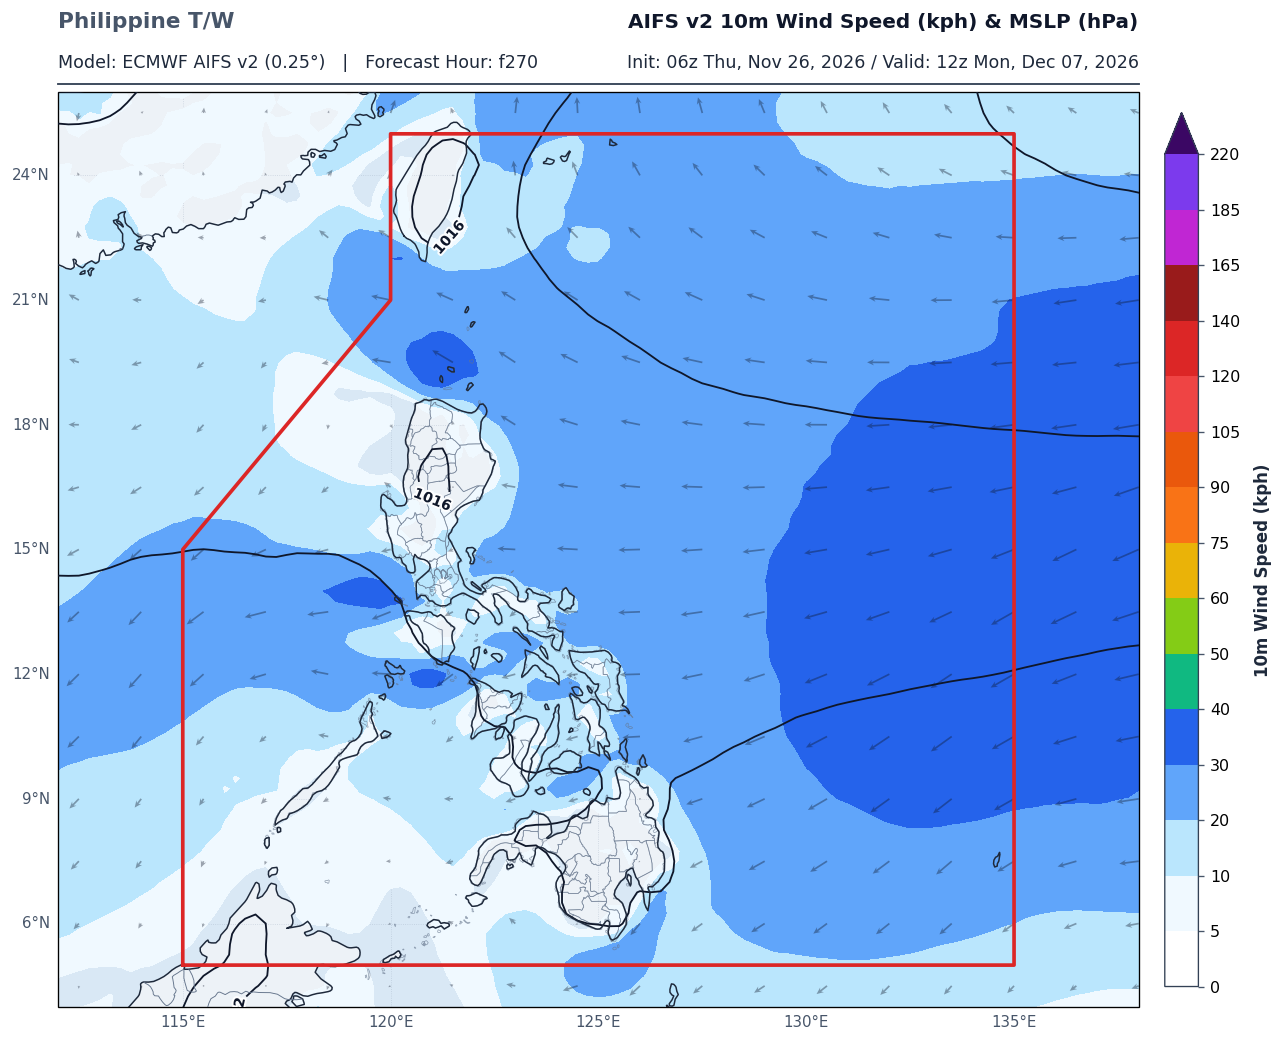 Philippine T/W
AIFS v2 10m Wind Speed (kph) & MSLP (hPa)
Model: ECMWF AIFS v2 (0.25°) | Forecast Hour: f270
Init: 06z Thu, Nov 26, 2026 / Valid: 12z Mon, Dec 07, 2026
24°N
21°N
18°N
15°N
12°N
9°N
6°N
115°E
120°E
125°E
130°E
135°E
1016
1016
2
220
185
165
140
120
105
90
75
60
50
40
30
20
10
5
0
10m Wind Speed (kph)